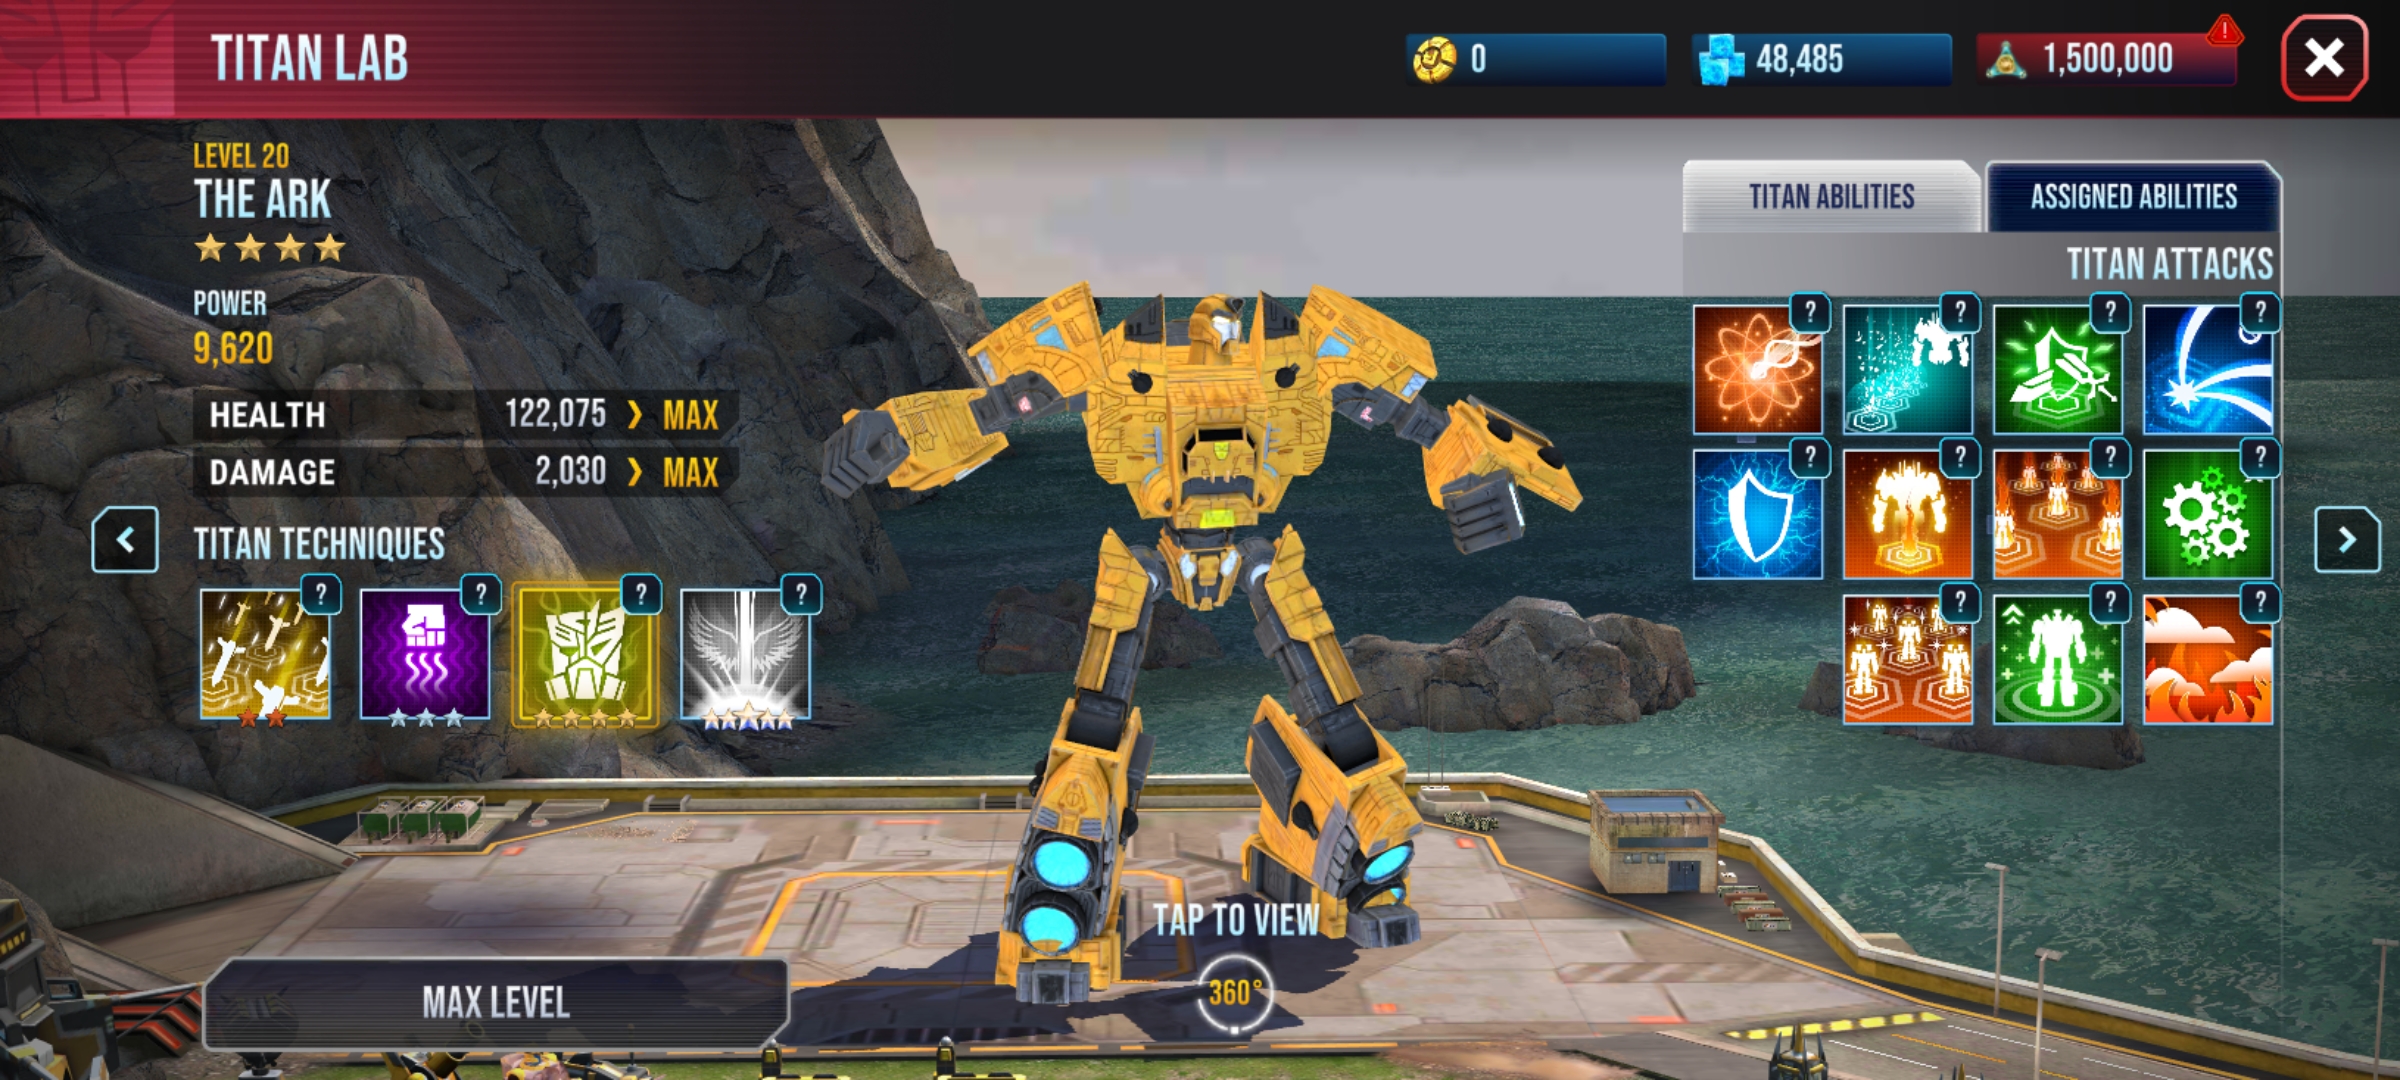 TITAN LAB
0
48,485
1,500,000
LEVEL 20
THE ARK
POWER
9,620
HEALTH 122,075 > MAX
DAMAGE 2,030 > MAX
TITAN TECHNIQUES
? ? ? ?
MAX LEVEL
TAP TO VIEW
360°
TITAN ABILITIES
ASSIGNED ABILITIES
TITAN ATTACKS
? ? ? ?
? ? ? ?
? ? ?